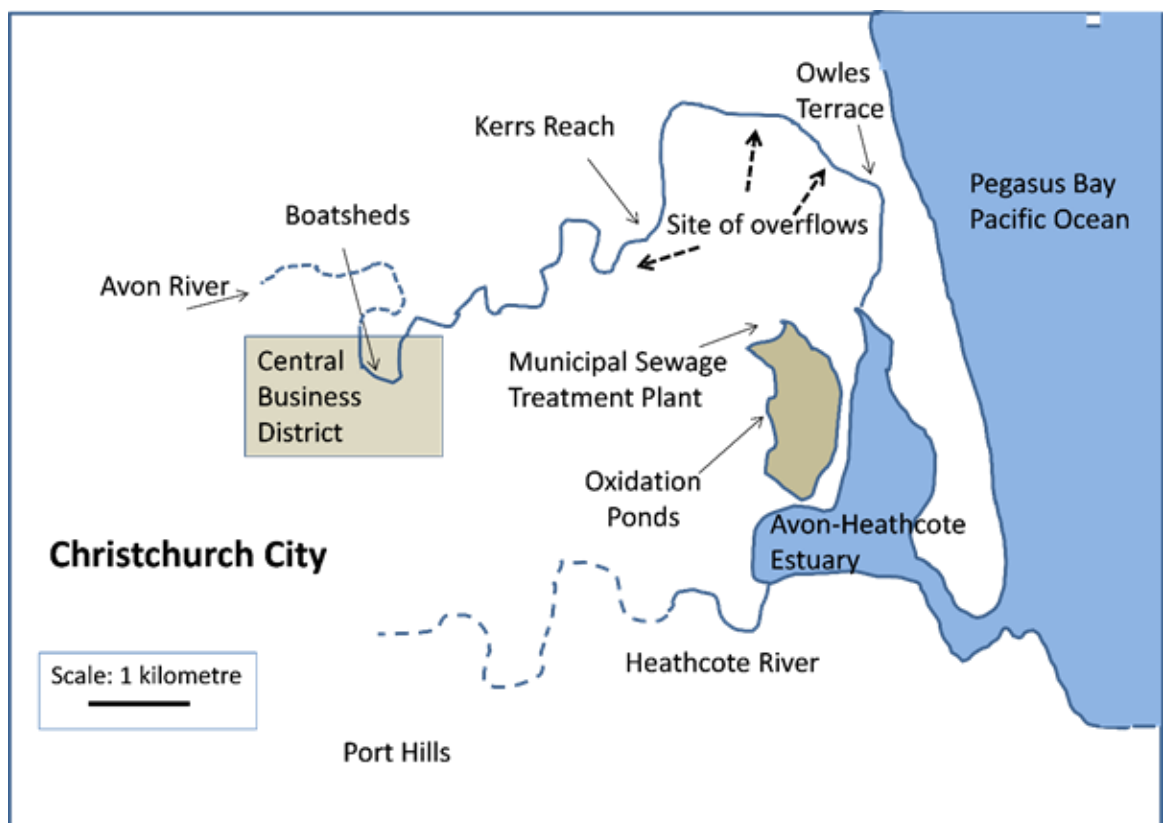 Owles
Terrace
Kerrs Reach
Pegasus Bay
Pacific Ocean
Boatsheds
Site of overflows
Avon River
Central
Business
District
Municipal Sewage
Treatment Plant
Oxidation
Ponds
Avon-Heathcote
Estuary
Christchurch City
Heathcote River
Scale: 1 kilometre
Port Hills